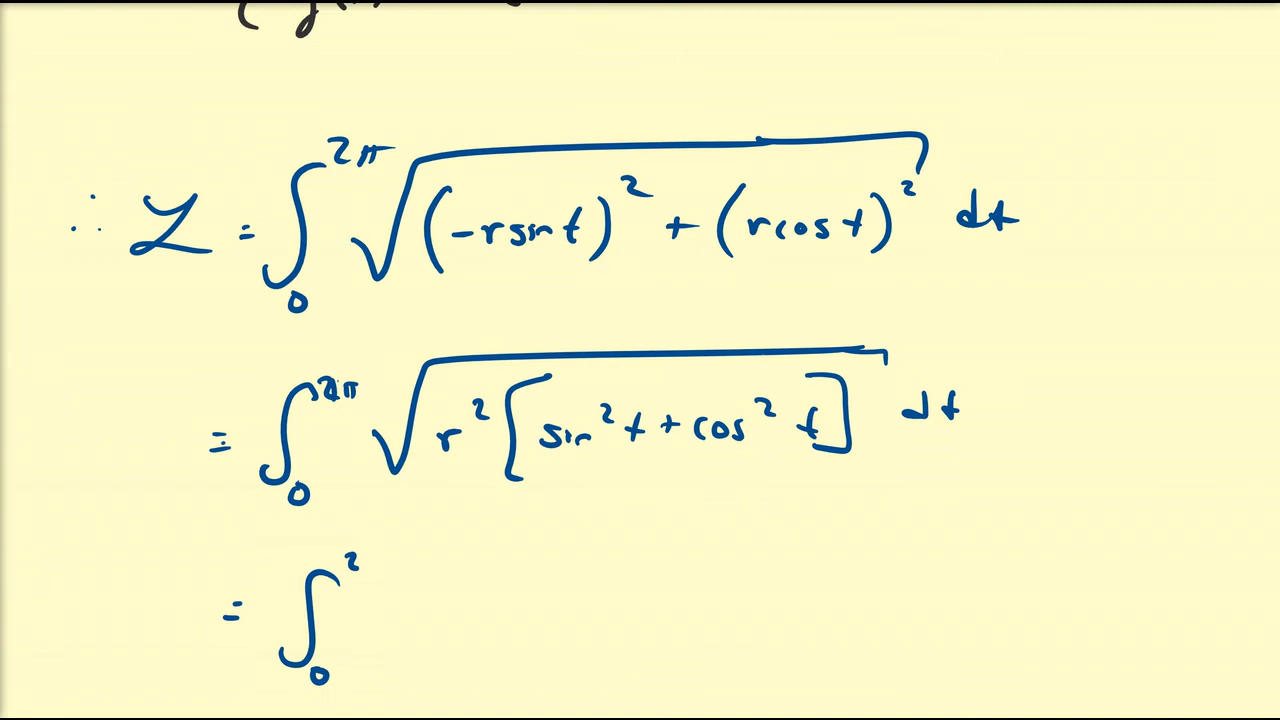 ∴ L = ∫₀^{2π} √((-r sin t)² + (r cos t)²) dt
= ∫₀^{2π} √(r² [sin² t + cos² t]) dt
= ∫₀^2